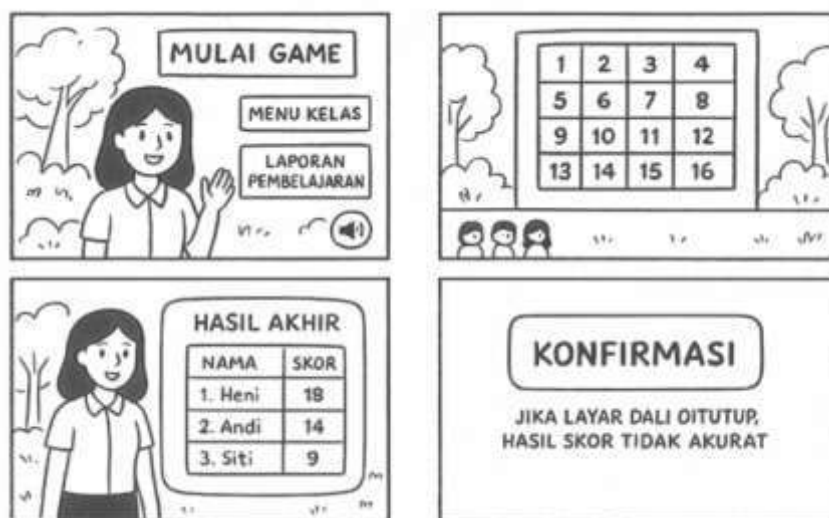 MULAI GAME
MENU KELAS
LAPORAN
PEMBELAJARAN
1 2 3 4
5 6 7 8
9 10 11 12
13 14 15 16
HASIL AKHIR
NAMA SKOR
1. Heni 18
2. Andi 14
3. Siti 9
KONFIRMASI
JIKA LAYAR DALI OITUTUP,
HASIL SKOR TIDAK AKURAT